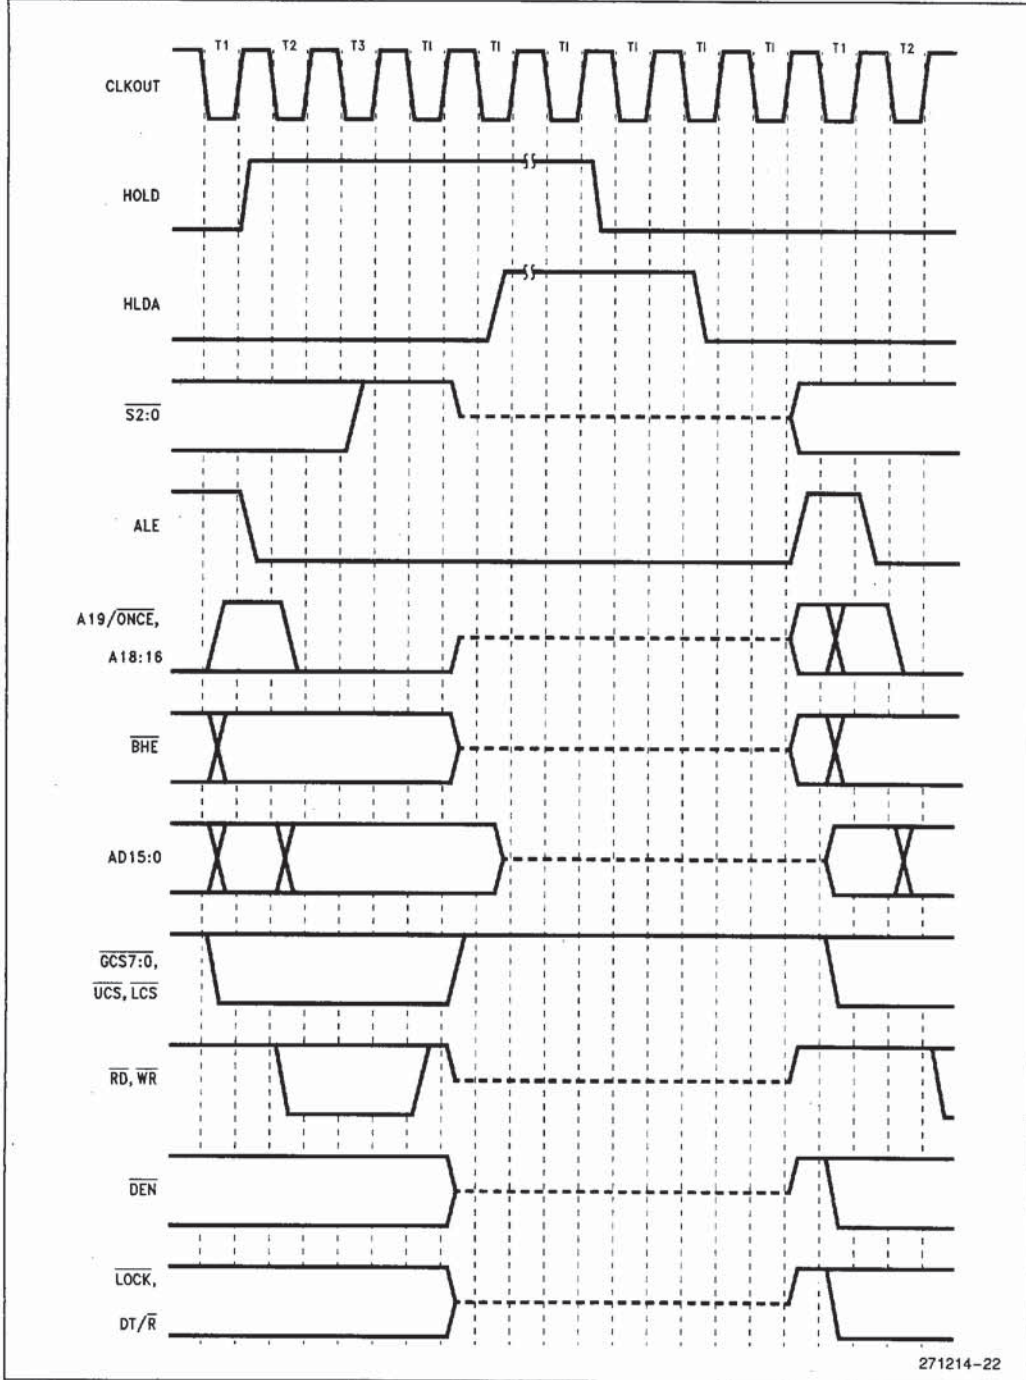 T1 T2 T3 TI TI TI TI TI TI T1 T2
CLKOUT
HOLD
HLDA
S2:0
ALE
A19/ONCE,
A18:16
BHE
AD15:0
GCS7:0,
UCS, LCS
RD, WR
DEN
LOCK,
DT/R
271214-22